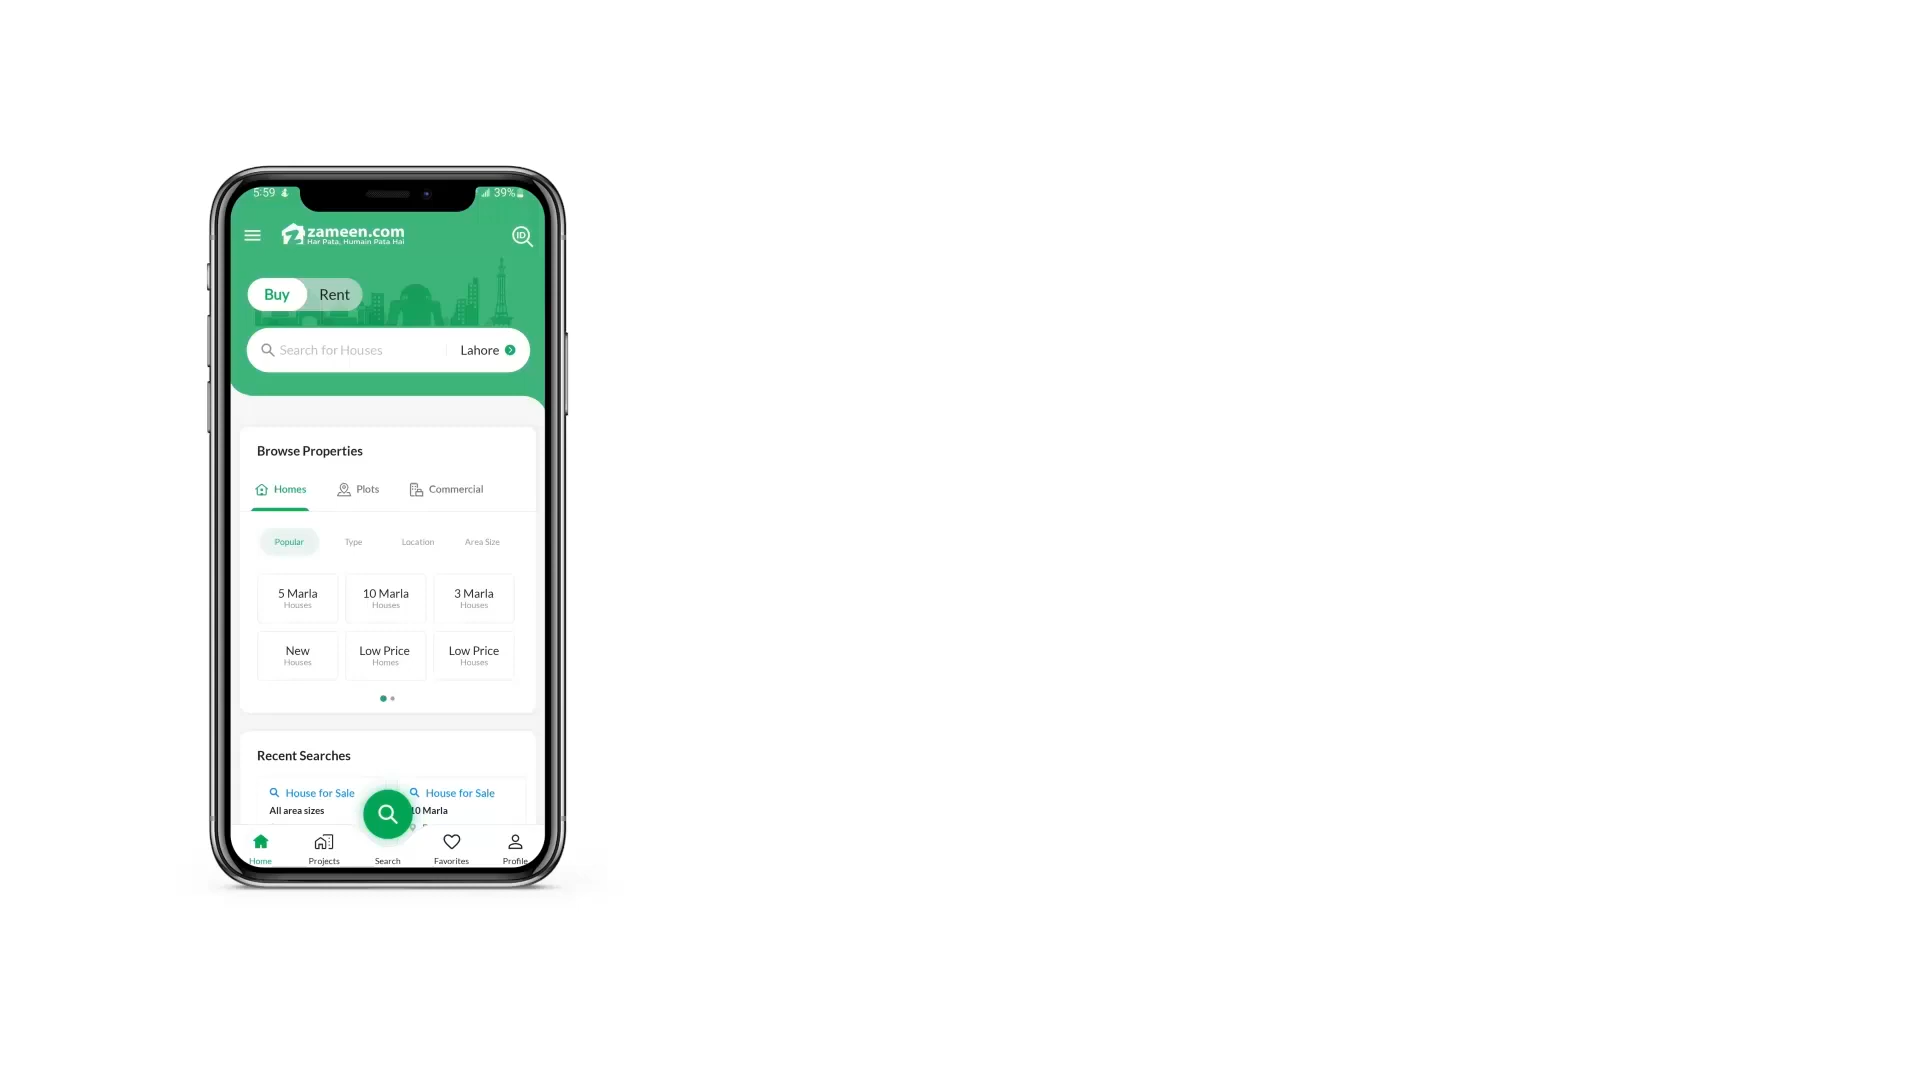 5:59
39%
zameen.com
Har Pata, Humain Pata Hai
ID
Buy Rent
Search for Houses Lahore
Browse Properties
Homes Plots Commercial
Popular Type Location Area Size
5 Marla 10 Marla 3 Marla
Houses Houses Houses
New Low Price Low Price
Houses Homes Houses
Recent Searches
House for Sale House for Sale
All area sizes 10 Marla
Home Projects Search Favorites Profile